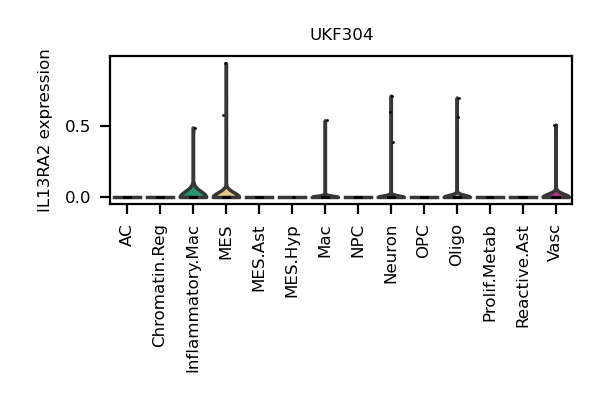 UKF304
IL13RA2 expression
0.5
0.0
AC
Chromatin.Reg
Inflammatory.Mac
MES
MES.Ast
MES.Hyp
Mac
NPC
Neuron
OPC
Oligo
Prolif.Metab
Reactive.Ast
Vasc